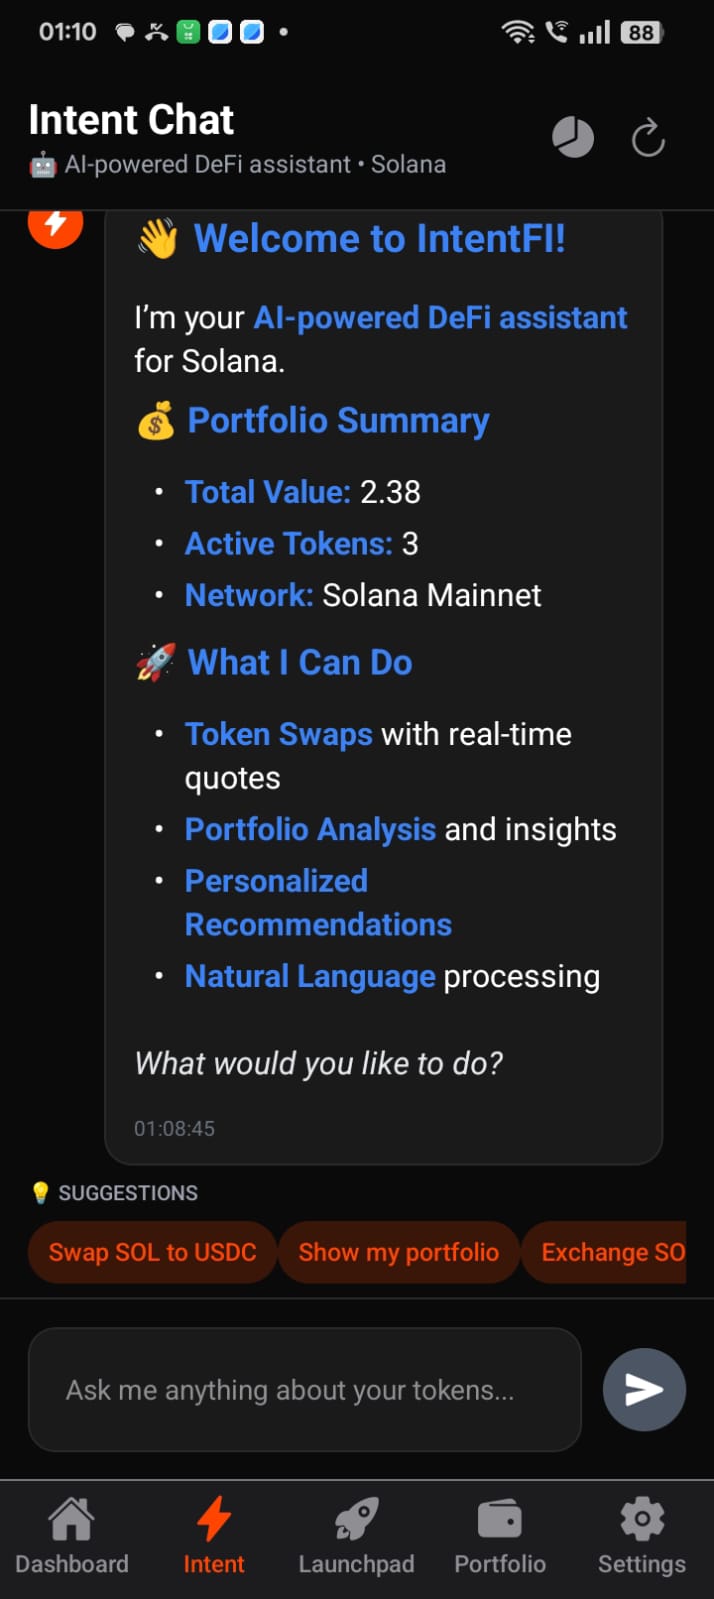 01:10
88
Intent Chat
AI-powered DeFi assistant • Solana
Welcome to IntentFI!
I’m your AI-powered DeFi assistant
for Solana.
Portfolio Summary
• Total Value: 2.38
• Active Tokens: 3
• Network: Solana Mainnet
What I Can Do
• Token Swaps with real-time
quotes
• Portfolio Analysis and insights
• Personalized
Recommendations
• Natural Language processing
What would you like to do?
01:08:45
SUGGESTIONS
Swap SOL to USDC
Show my portfolio
Exchange SO
Ask me anything about your tokens...
Dashboard
Intent
Launchpad
Portfolio
Settings